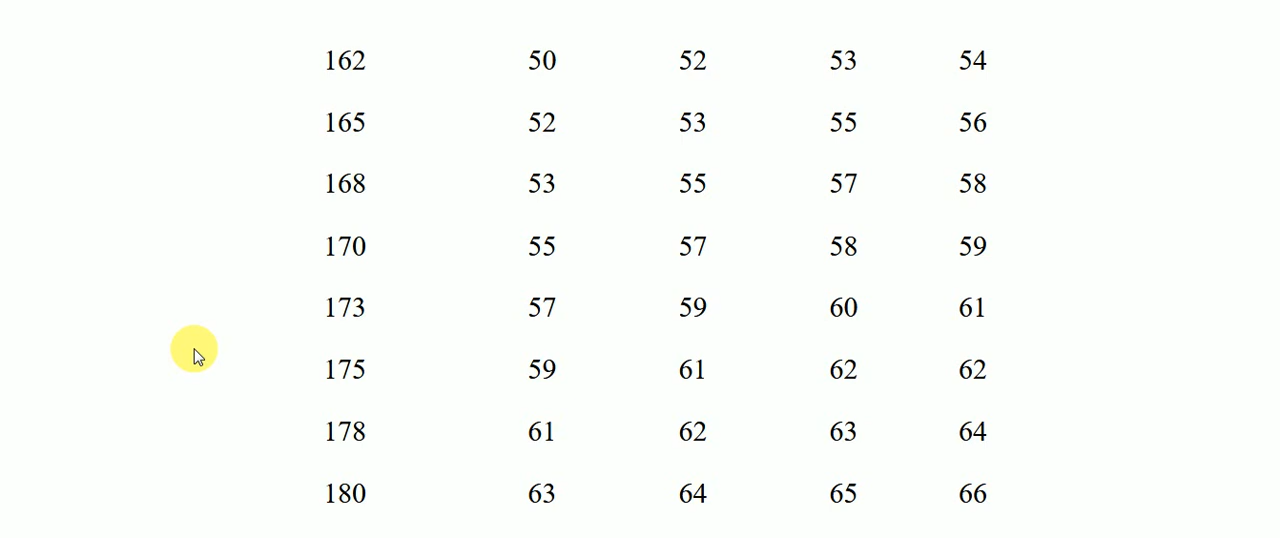 162 50 52 53 54
165 52 53 55 56
168 53 55 57 58
170 55 57 58 59
173 57 59 60 61
175 59 61 62 62
178 61 62 63 64
180 63 64 65 66